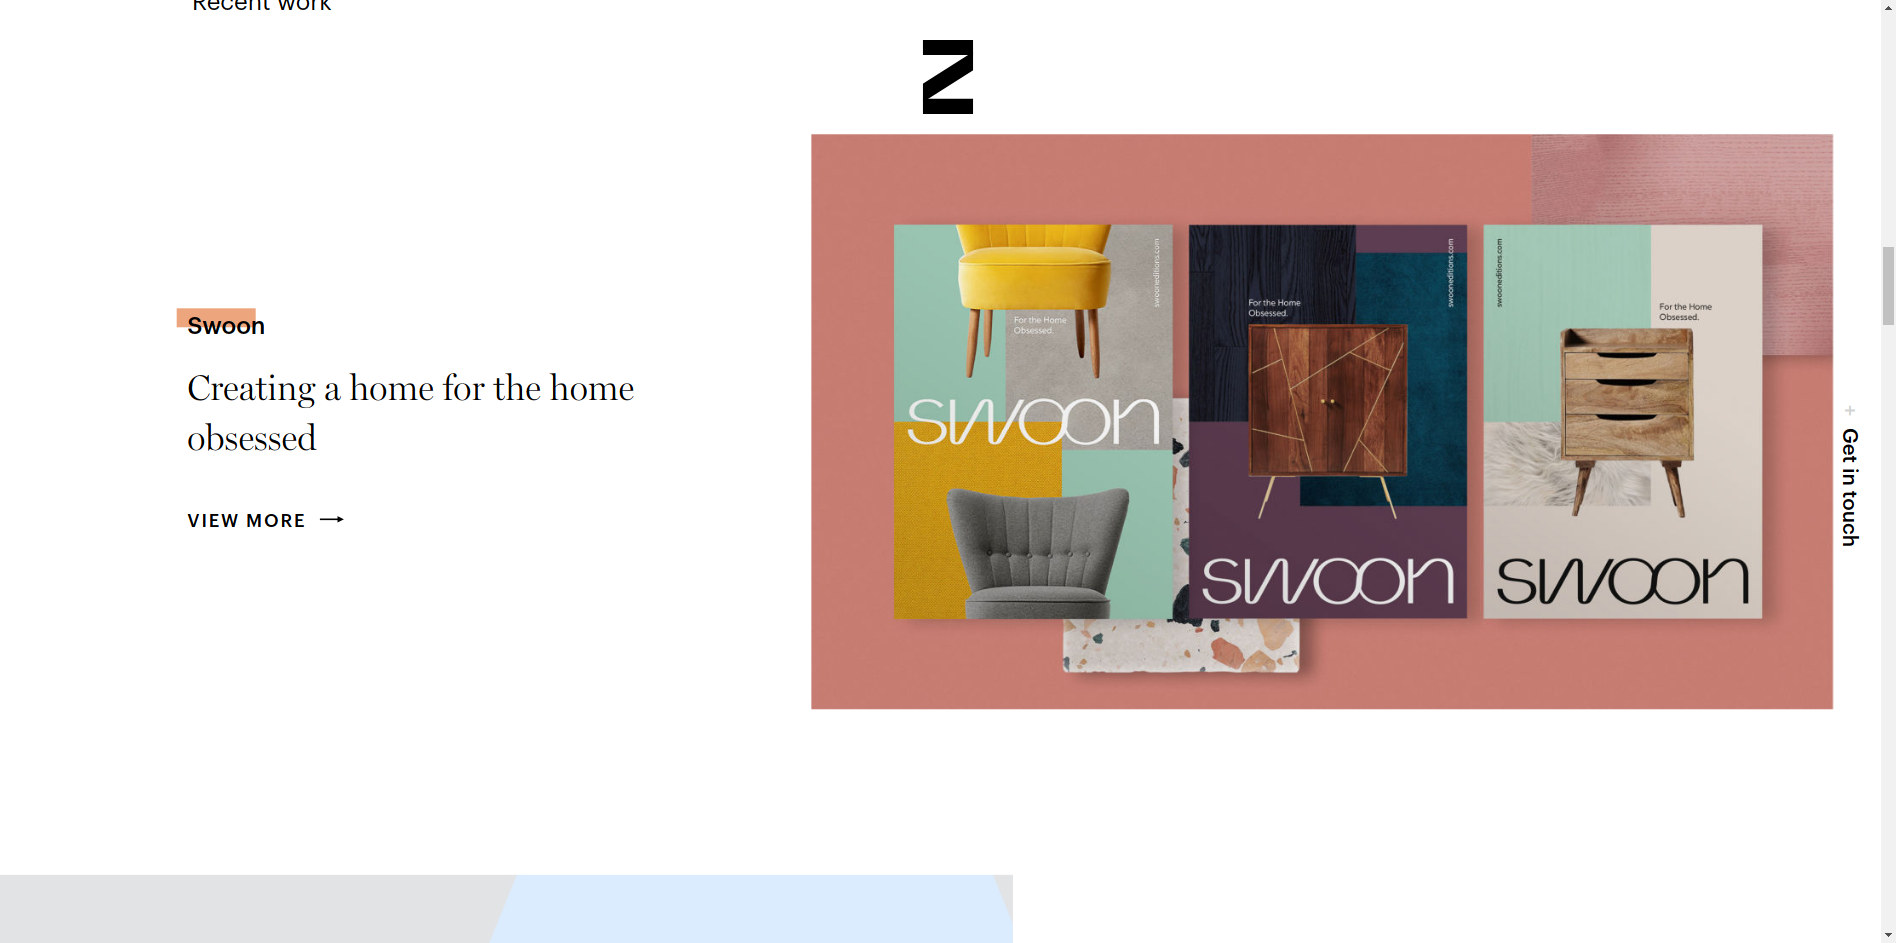 Recent work
N
Swoon
Creating a home for the home
obsessed
VIEW MORE
swooneditions.com
For the Home
Obsessed.
swoon
swooneditions.com
For the Home
Obsessed.
swoon
swooneditions.com
For the Home
Obsessed.
swoon
+ Get in touch